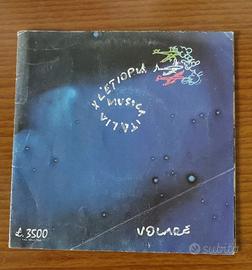 MUSICA ITALIA
X L'ETIOPIA
VOLARE
£.3500
subito